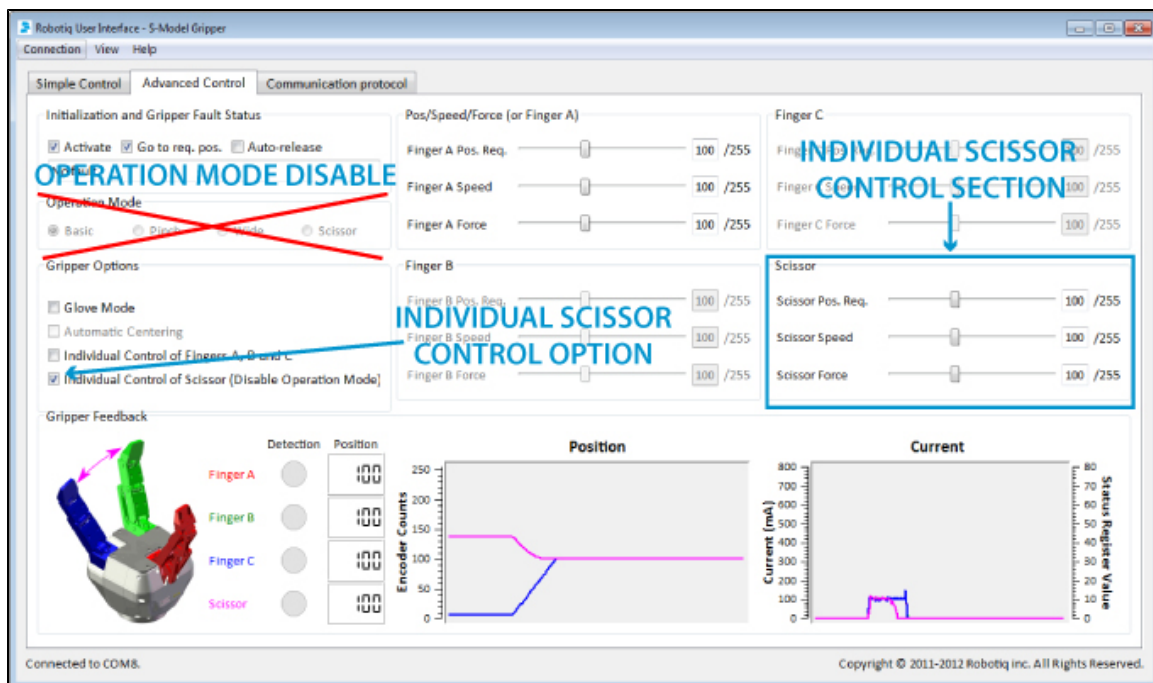 Robotiq User Interface - S-Model Gripper
Connection View Help
Simple Control Advanced Control Communication protocol
Initialization and Gripper Fault Status
Activate Go to req. pos. Auto-release
OPERATION MODE DISABLE
Operation Mode
Basic Pinch Wide Scissor
Gripper Options
Glove Mode
Automatic Centering
Individual Control of Fingers A, B and C
Individual Control of Scissor (Disable Operation Mode)
Pos/Speed/Force (or Finger A)
Finger A Pos. Req. 100 /255
Finger A Speed 100 /255
Finger A Force 100 /255
Finger B
Finger B Pos. Req. 100 /255
Finger B Speed 100 /255
Finger B Force 100 /255
INDIVIDUAL SCISSOR
CONTROL OPTION
Finger C
/255
/255
Finger C Force 100 /255
INDIVIDUAL SCISSOR
CONTROL SECTION
Scissor
Scissor Pos. Req. 100 /255
Scissor Speed 100 /255
Scissor Force 100 /255
Gripper Feedback
Detection Position
Finger A 100
Finger B 100
Finger C 100
Scissor 100
Position
Encoder Counts
250
200
150
100
50
0
Current
Current (mA)
800
700
600
500
400
300
200
100
0
80
70
60
50
40
30
20
10
0
Status Register Value
Connected to COM8.
Copyright © 2011-2012 Robotiq inc. All Rights Reserved.